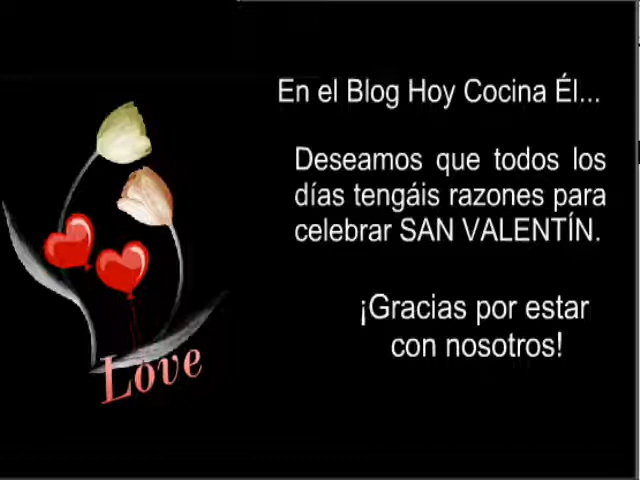 En el Blog Hoy Cocina Él...
Deseamos que todos los
días tengáis razones para
celebrar SAN VALENTÍN.
¡Gracias por estar
con nosotros!
Love